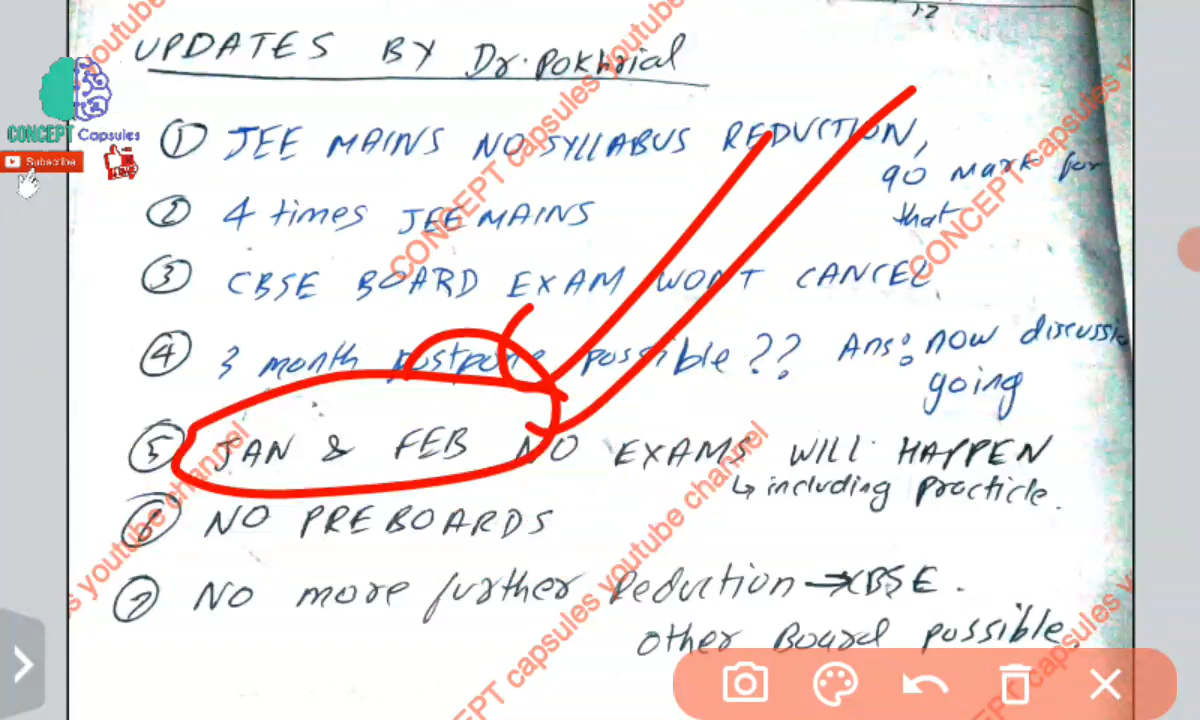 UPDATES BY Dr. Pokhrial
CONCEPT Capsules
Subscribe
① JEE MAINS NO SYLLABUS REDUCTION,
90 mark for
that
② 4 times JEE MAINS
③ CBSE BOARD EXAM WONT CANCEL
④ 3 month postpone possible?? Ans: now discussio
going
⑤ JAN & FEB NO EXAMS WILL HAPPEN
↳ including practicle.
⑥ NO PREBOARDS
⑦ NO more further Reduction → CBSE.
other Board possible.
CONCEPT capsules youtube channel